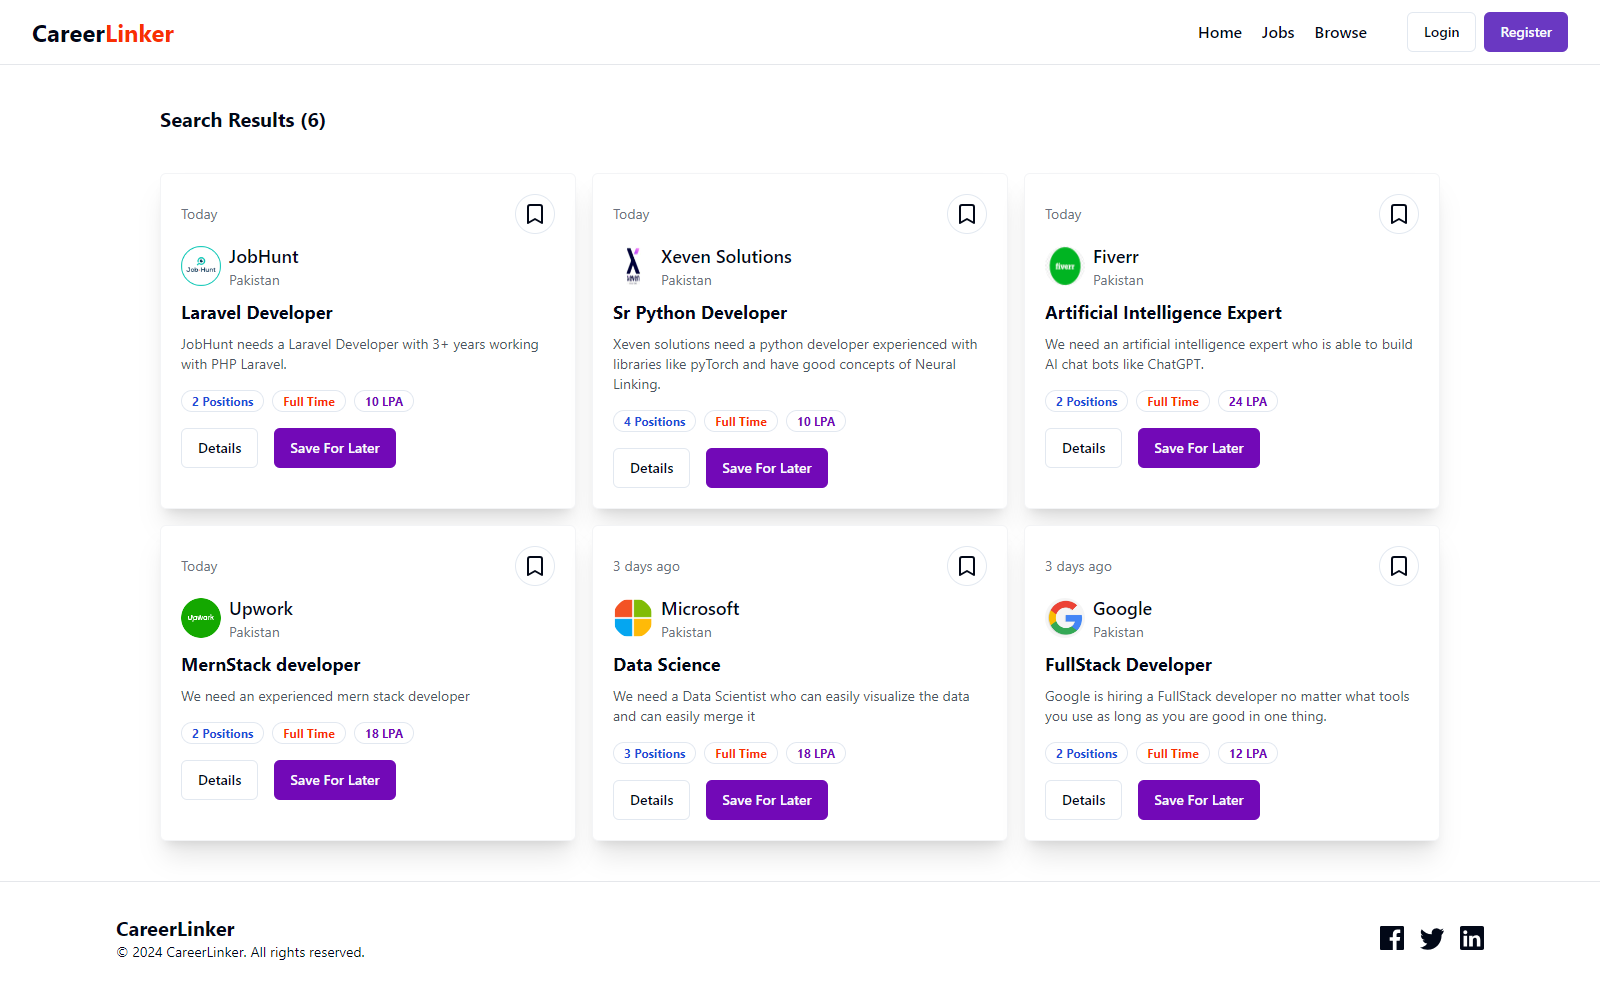 CareerLinker
Home Jobs Browse Login Register
Search Results (6)
Today
Job-Hunt
JobHunt
Pakistan
Laravel Developer
JobHunt needs a Laravel Developer with 3+ years working
with PHP Laravel.
2 Positions Full Time 10 LPA
Details Save For Later
Today
Xeven Solutions
Pakistan
Sr Python Developer
Xeven solutions need a python developer experienced with
libraries like pyTorch and have good concepts of Neural
Linking.
4 Positions Full Time 10 LPA
Details Save For Later
Today
fiverr
Fiverr
Pakistan
Artificial Intelligence Expert
We need an artificial intelligence expert who is able to build
AI chat bots like ChatGPT.
2 Positions Full Time 24 LPA
Details Save For Later
Today
Upwork
Upwork
Pakistan
MernStack developer
We need an experienced mern stack developer
2 Positions Full Time 18 LPA
Details Save For Later
3 days ago
Microsoft
Pakistan
Data Science
We need a Data Scientist who can easily visualize the data
and can easily merge it
3 Positions Full Time 18 LPA
Details Save For Later
3 days ago
Google
Pakistan
FullStack Developer
Google is hiring a FullStack developer no matter what tools
you use as long as you are good in one thing.
2 Positions Full Time 12 LPA
Details Save For Later
CareerLinker
© 2024 CareerLinker. All rights reserved.